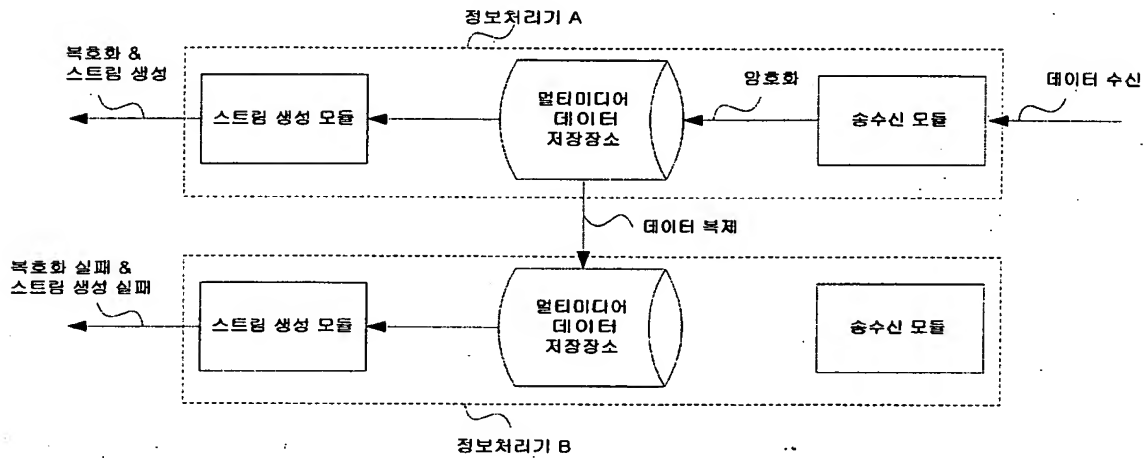 정보처리기 A
복호화 &
스트림 생성
스트림 생성 모듈
멀티미디어
데이터
저장장소
암호화
송수신 모듈
데이터 수신
데이터 복제
복호화 실패 &
스트림 생성 실패
스트림 생성 모듈
멀티미디어
데이터
저장장소
송수신 모듈
정보처리기 B